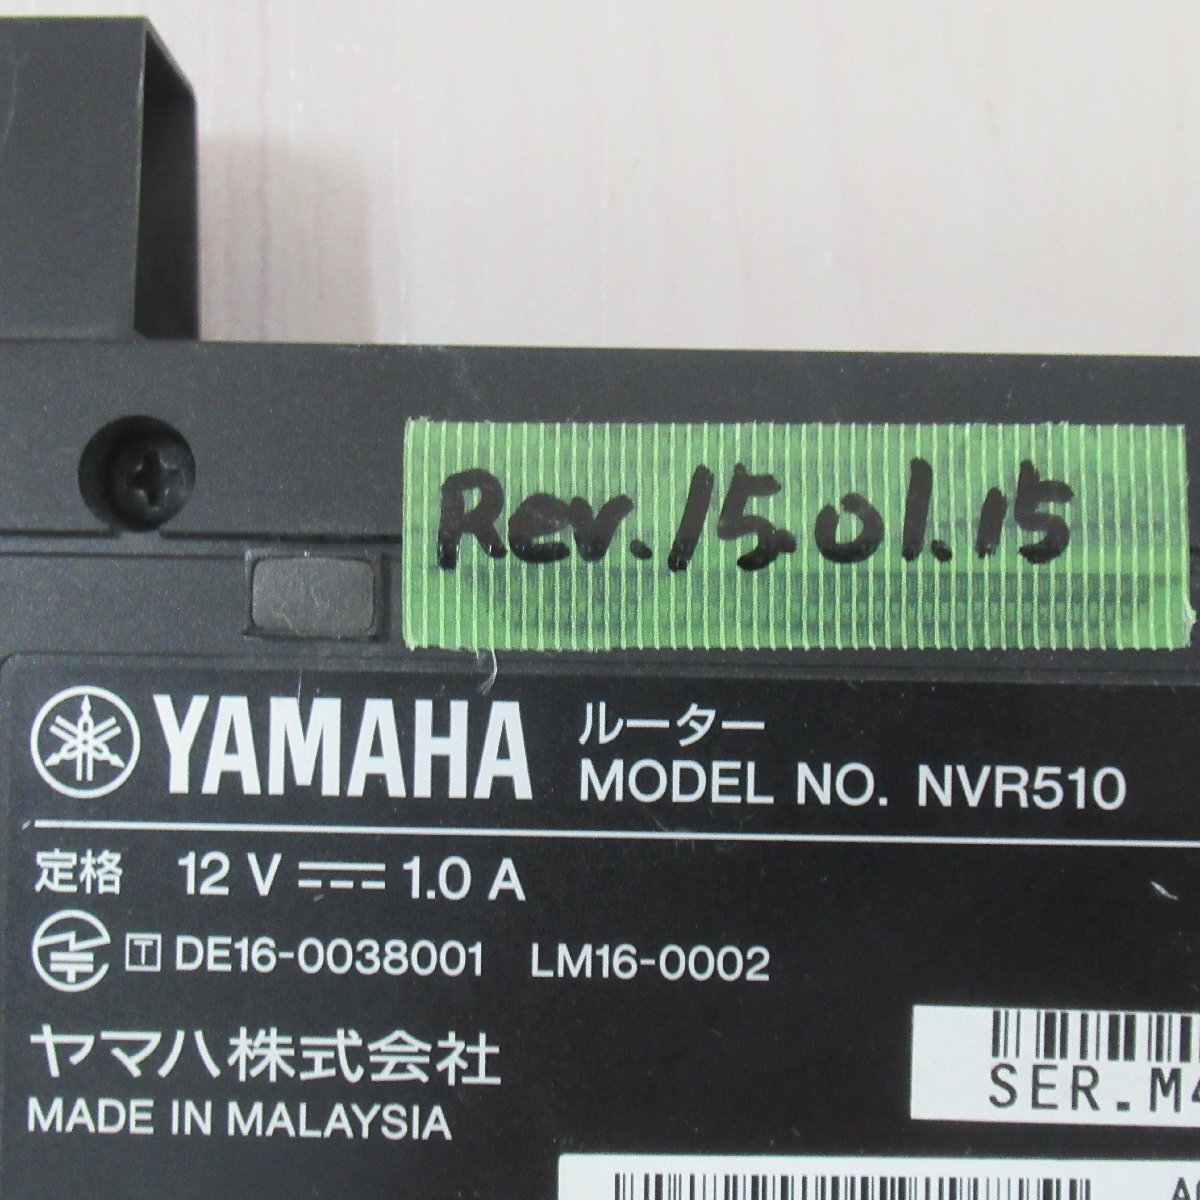 Rev.15.01.15
YAMAHA ルーター
MODEL NO. NVR510
定格 12 V 1.0 A
T DE16-0038001 LM16-0002
ヤマハ株式会社
MADE IN MALAYSIA
SER.M4